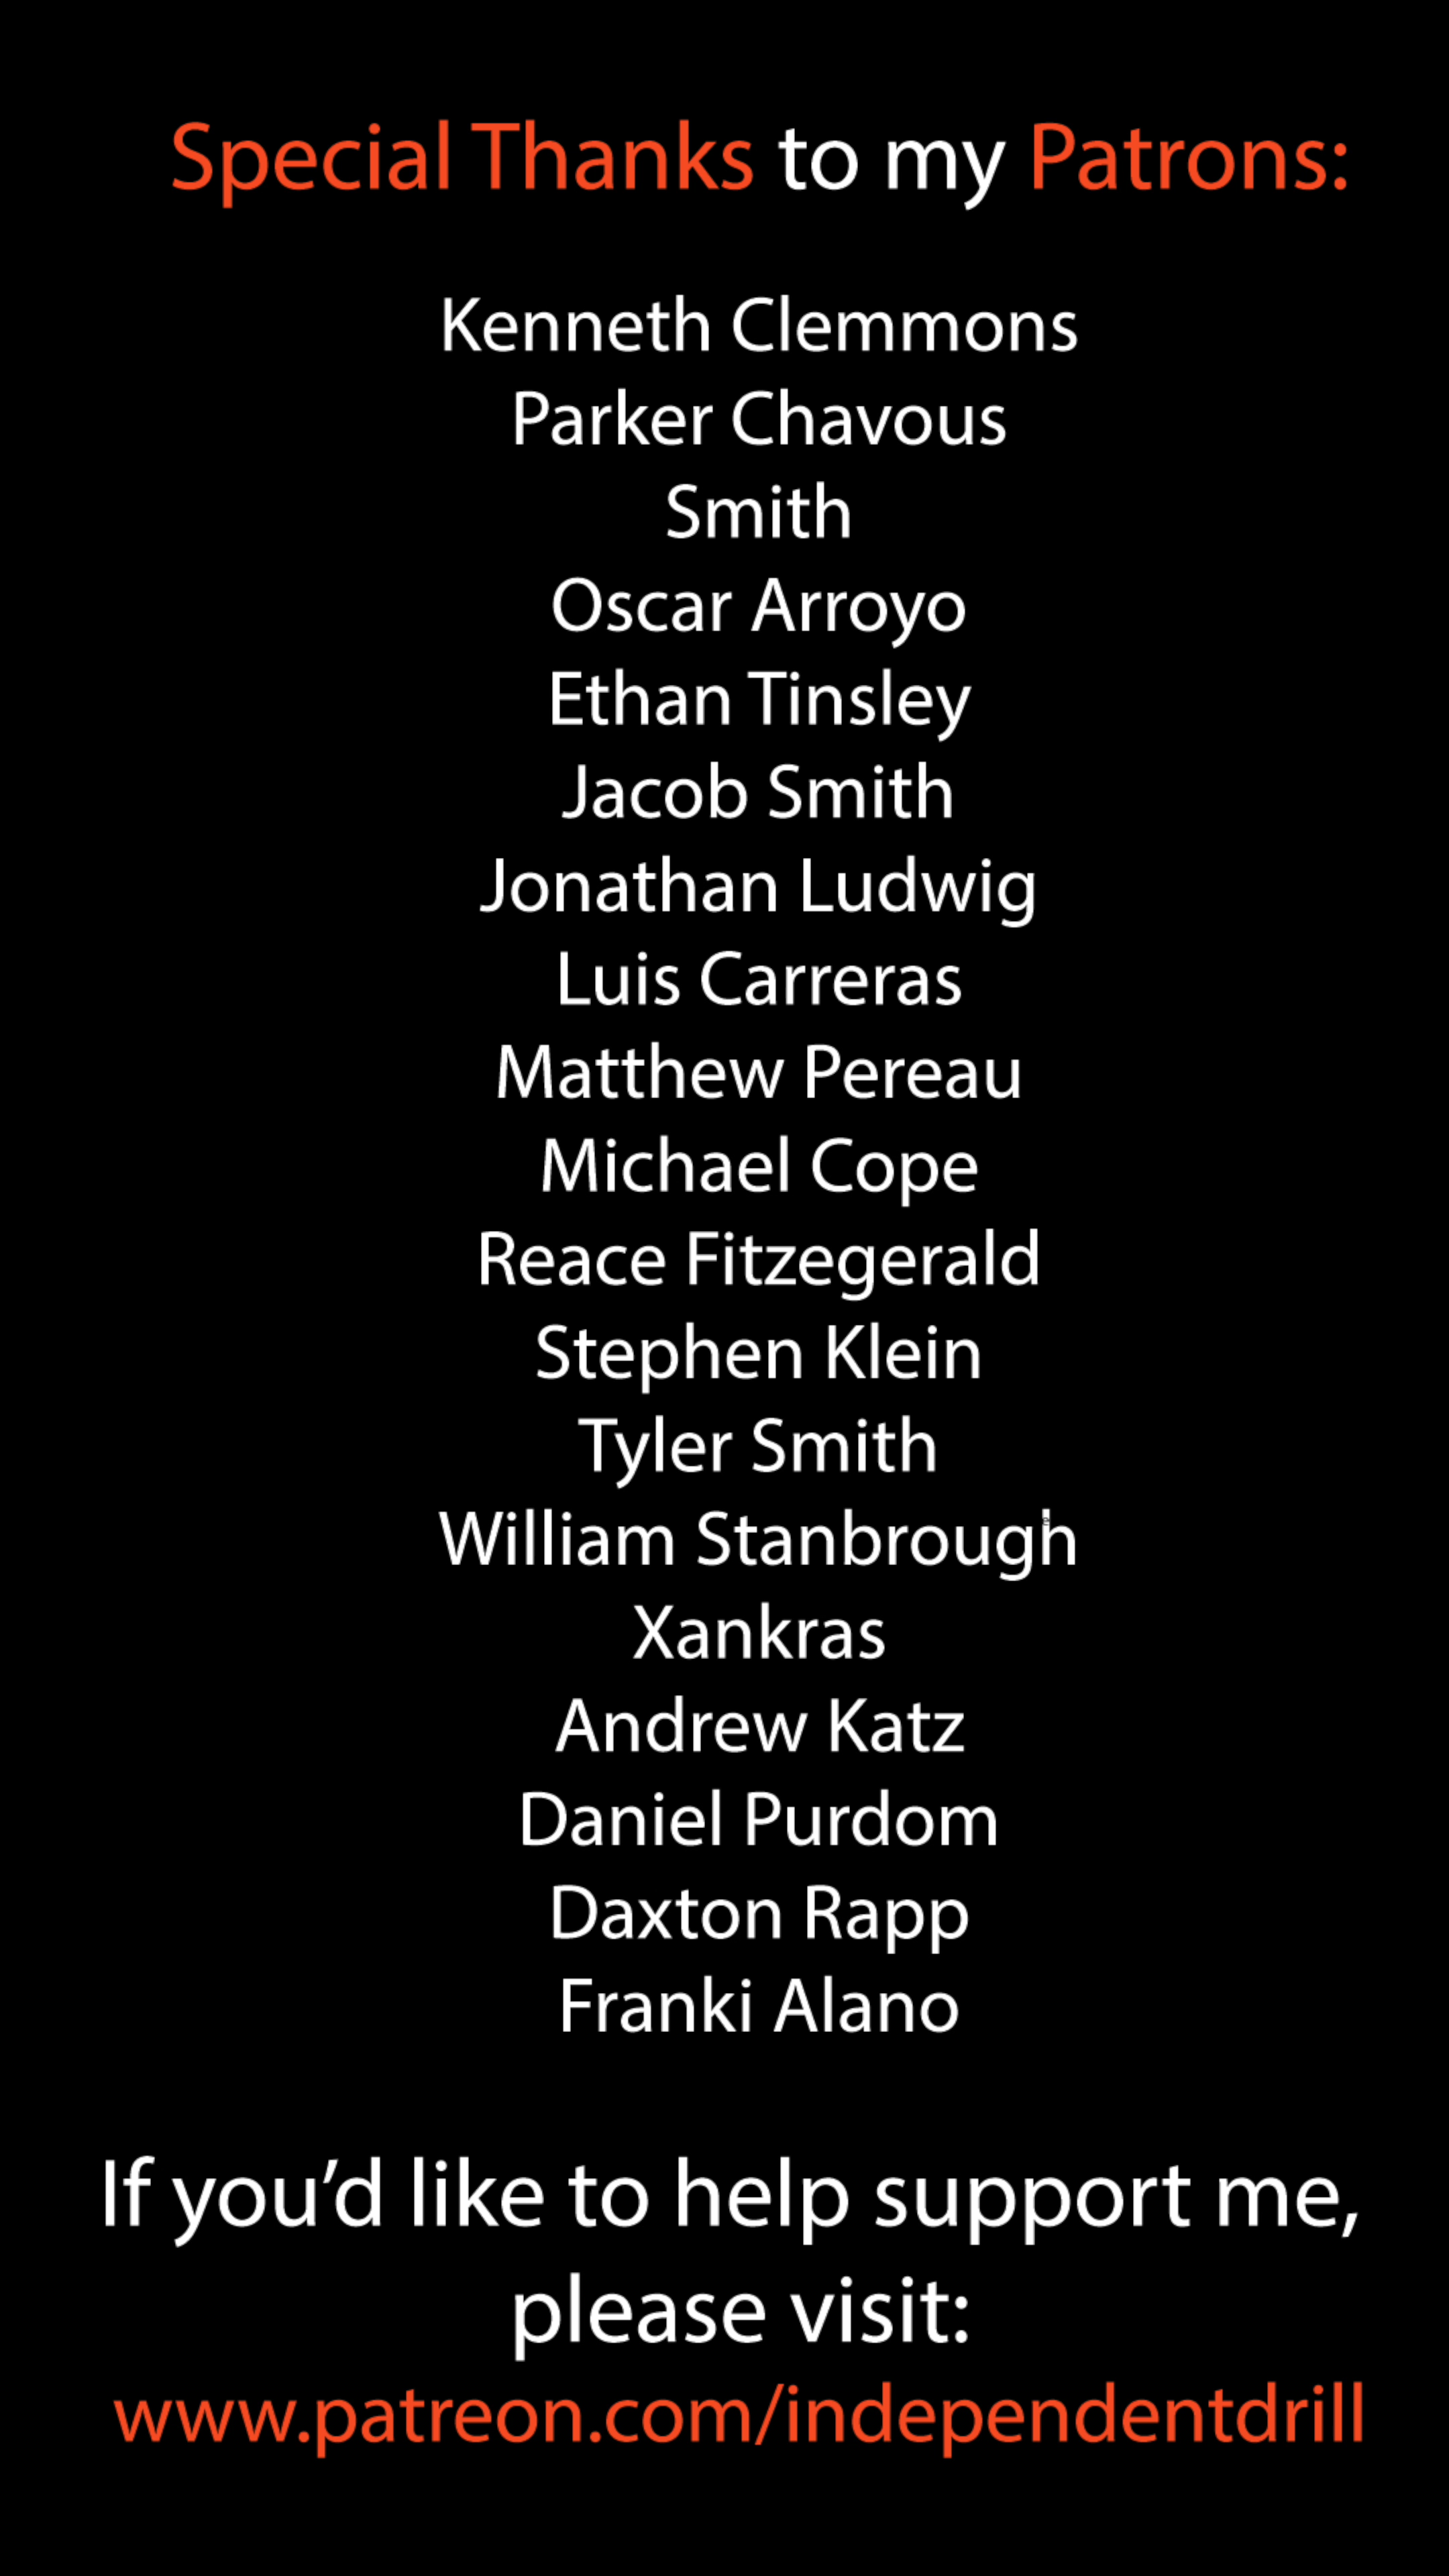 Special Thanks to my Patrons:
Kenneth Clemmons
Parker Chavous
Smith
Oscar Arroyo
Ethan Tinsley
Jacob Smith
Jonathan Ludwig
Luis Carreras
Matthew Pereau
Michael Cope
Reace Fitzegerald
Stephen Klein
Tyler Smith
William Stanbrough
Xankras
Andrew Katz
Daniel Purdom
Daxton Rapp
Franki Alano
If you’d like to help support me,
please visit:
www.patreon.com/independentdrill